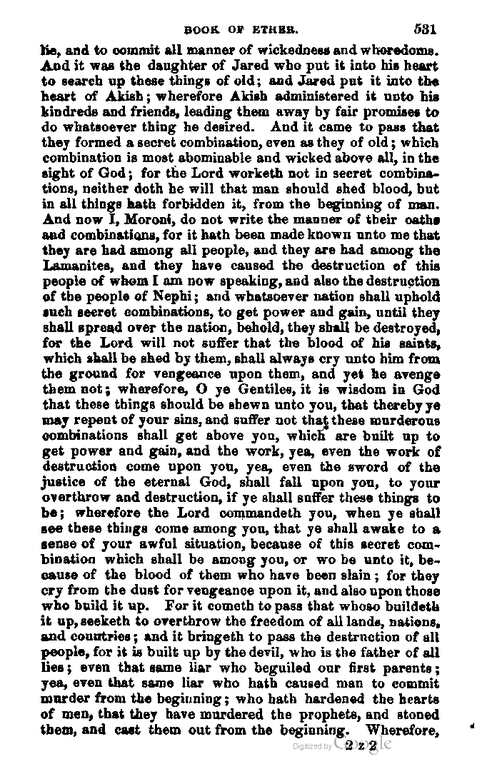 BOOK OF ETHER. 531
lie, and to commit all manner of wickedness and whoredoms.
And it was the daughter of Jared who put it into his heart
to search up these things of old; and Jared put it into the
heart of Akish; wherefore Akish administered it unto his
kindreds and friends, leading them away by fair promises to
do whatsoever thing he desired. And it came to pass that
they formed a secret combination, even as they of old; which
combination is most abominable and wicked above all, in the
sight of God; for the Lord worketh not in secret combina-
tions, neither doth he will that man should shed blood, but
in all things hath forbidden it, from the beginning of man.
And now I, Moroni, do not write the manner of their oaths
and combinations, for it hath been made known unto me that
they are had among all people, and they are had among the
Lamanites, and they have caused the destruction of this
people of whom I am now speaking, and also the destruction
of the people of Nephi; and whatsoever nation shall uphold
such secret combinations, to get power and gain, until they
shall spread over the nation, behold, they shall be destroyed,
for the Lord will not suffer that the blood of his saints,
which shall be shed by them, shall always cry unto him from
the ground for vengeance upon them, and yet he avenge
them not; wherefore, O ye Gentiles, it is wisdom in God
that these things should be shewn unto you, that thereby ye
may repent of your sins, and suffer not that these murderous
combinations shall get above you, which are built up to
get power and gain, and the work, yea, even the work of
destruction come upon you, yea, even the sword of the
justice of the eternal God, shall fall upon you, to your
overthrow and destruction, if ye shall suffer these things to
be; wherefore the Lord commandeth you, when ye shall
see these things come among you, that ye shall awake to a
sense of your awful situation, because of this secret com-
bination which shall be among you, or wo be unto it, be-
cause of the blood of them who have been slain; for they
cry from the dust for vengeance upon it, and also upon those
who build it up. For it cometh to pass that whoso buildeth
it up, seeketh to overthrow the freedom of all lands, nations,
and countries; and it bringeth to pass the destruction of all
people, for it is built up by the devil, who is the father of all
lies; even that same liar who beguiled our first parents;
yea, even that same liar who hath caused man to commit
murder from the beginning; who hath hardened the hearts
of men, that they have murdered the prophets, and stoned
them, and cast them out from the beginning. Wherefore,
Digitized by Google
2 z 2